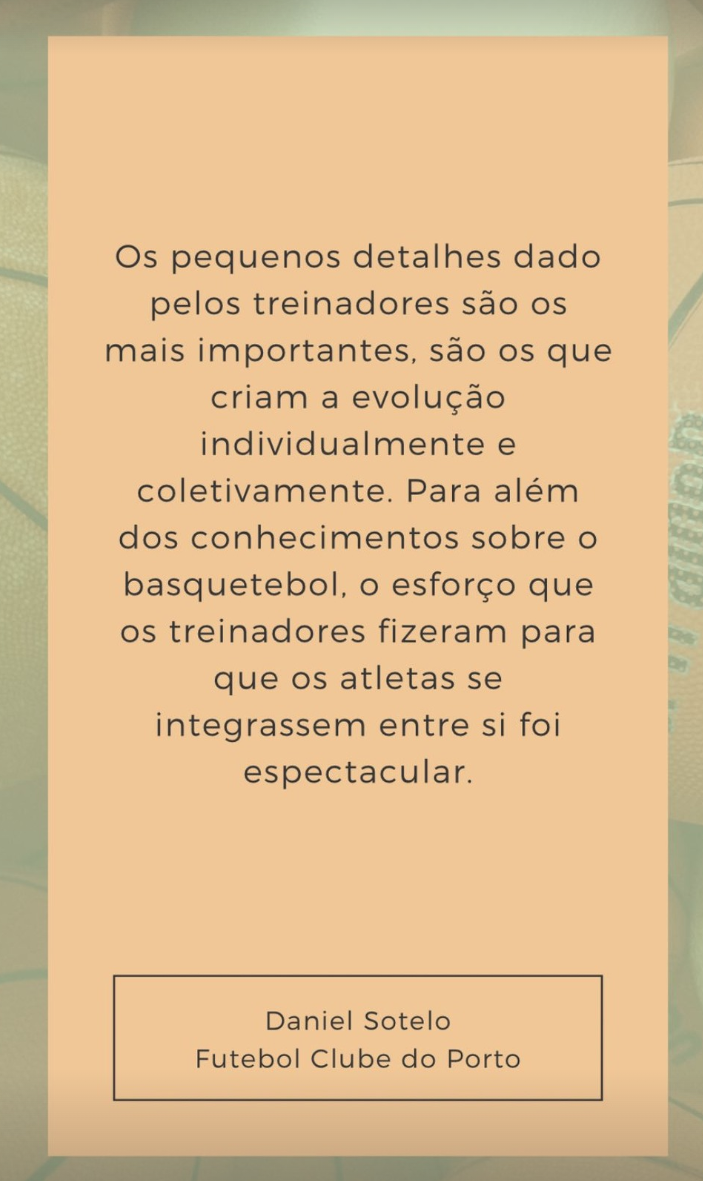 Os pequenos detalhes dado
pelos treinadores são os
mais importantes, são os que
criam a evolução
individualmente e
coletivamente. Para além
dos conhecimentos sobre o
basquetebol, o esforço que
os treinadores fizeram para
que os atletas se
integrassem entre si foi
espectacular.
Daniel Sotelo
Futebol Clube do Porto